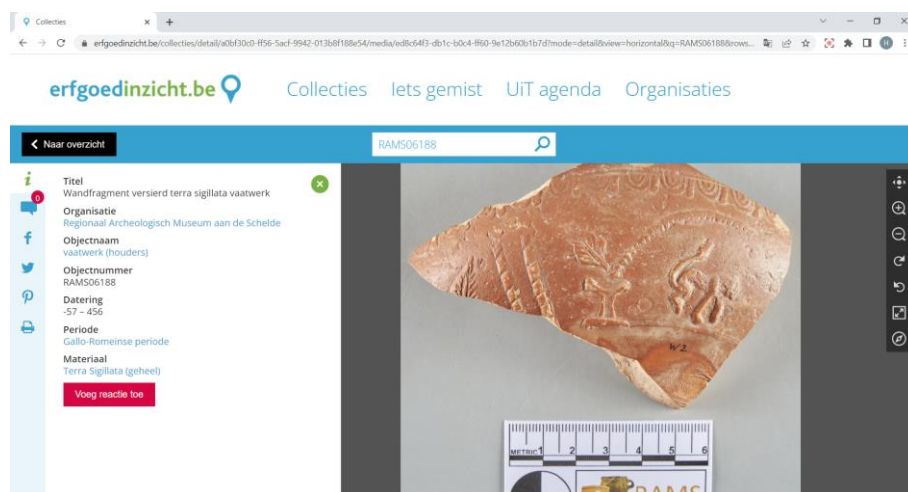 Collecties
erfgoedinzicht.be/collecties/detail/a0bf30c0-ff56-5acf-9942-013b8f188e54/media/ed8c64f3-db1c-b0c4-ff60-9e12b60b1b7d?mode=detail&view=horizontal&q=RAMS06188&rows...
H
erfgoedinzicht.be
Collecties Iets gemist UiT agenda Organisaties
Naar overzicht
RAMS06188
0
Titel
Wandfragment versierd terra sigillata vaatwerk
Organisatie
Regionaal Archeologisch Museum aan de Schelde
Objectnaam
vaatwerk (houders)
Objectnummer
RAMS06188
Datering
-57 – 456
Periode
Gallo-Romeinse periode
Materiaal
Terra Sigillata (geheel)
Voeg reactie toe
W2
METRIC 1 2 3 4 5 6
RAMS